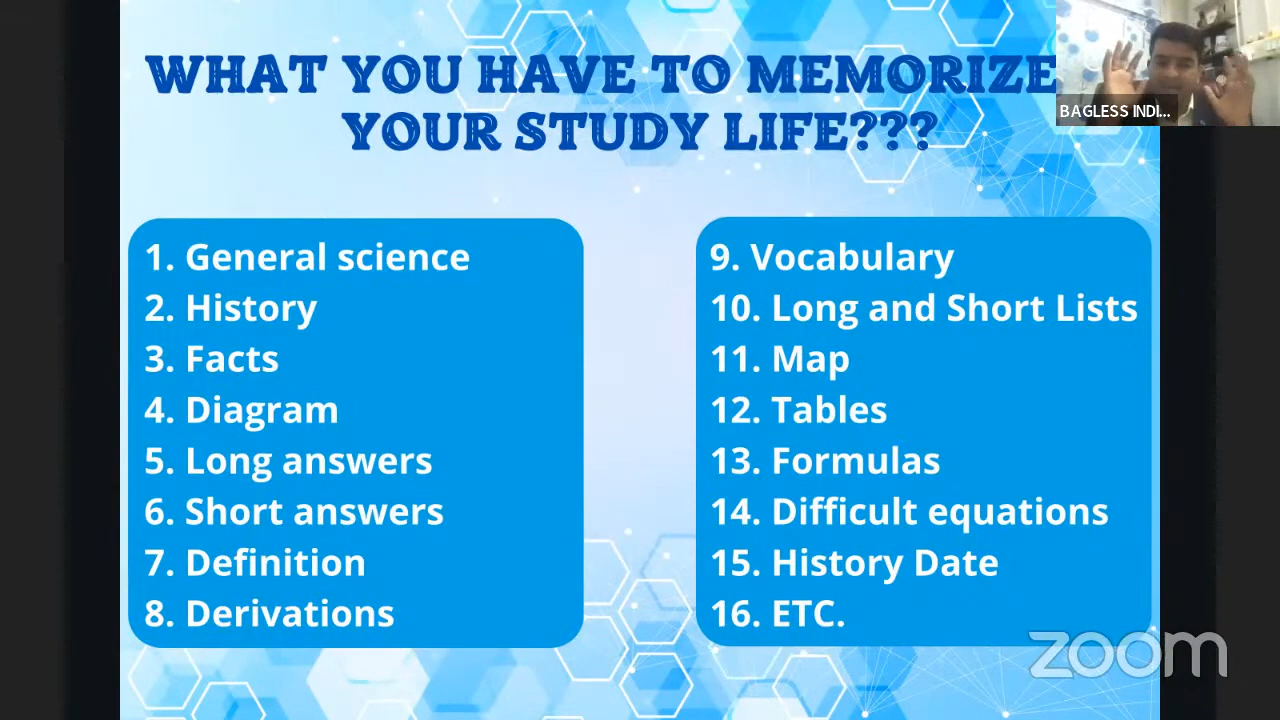 WHAT YOU HAVE TO MEMORIZE
YOUR STUDY LIFE???
BAGLESS INDI...
1. General science
2. History
3. Facts
4. Diagram
5. Long answers
6. Short answers
7. Definition
8. Derivations
9. Vocabulary
10. Long and Short Lists
11. Map
12. Tables
13. Formulas
14. Difficult equations
15. History Date
16. ETC.
zoom